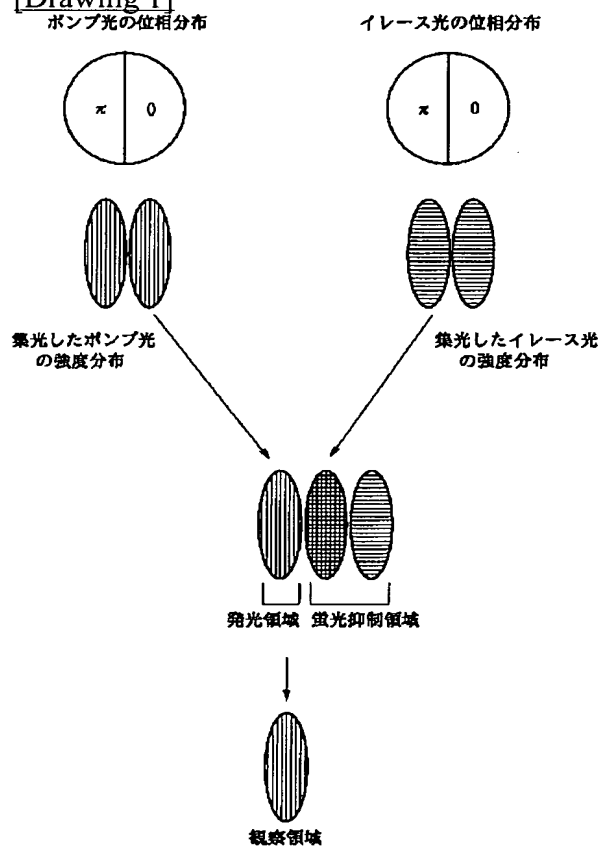 [Drawing 1]
ポンプ光の位相分布
イレース光の位相分布
π 0
π 0
集光したポンプ光
の強度分布
集光したイレース光
の強度分布
発光領域 蛍光抑制領域
観察領域